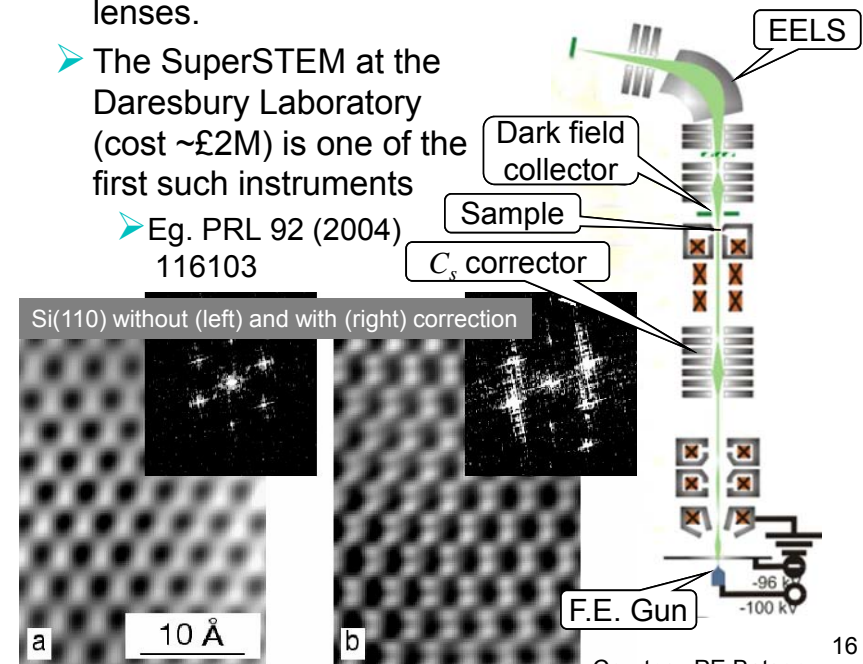 lenses.
➢ The SuperSTEM at the
Daresbury Laboratory
(cost ~£2M) is one of the
first such instruments
➢ Eg. PRL 92 (2004)
116103
EELS
Dark field
collector
Sample
Cs corrector
Si(110) without (left) and with (right) correction
F.E. Gun
-96 kV
-100 kV
a
10 Å
b
16